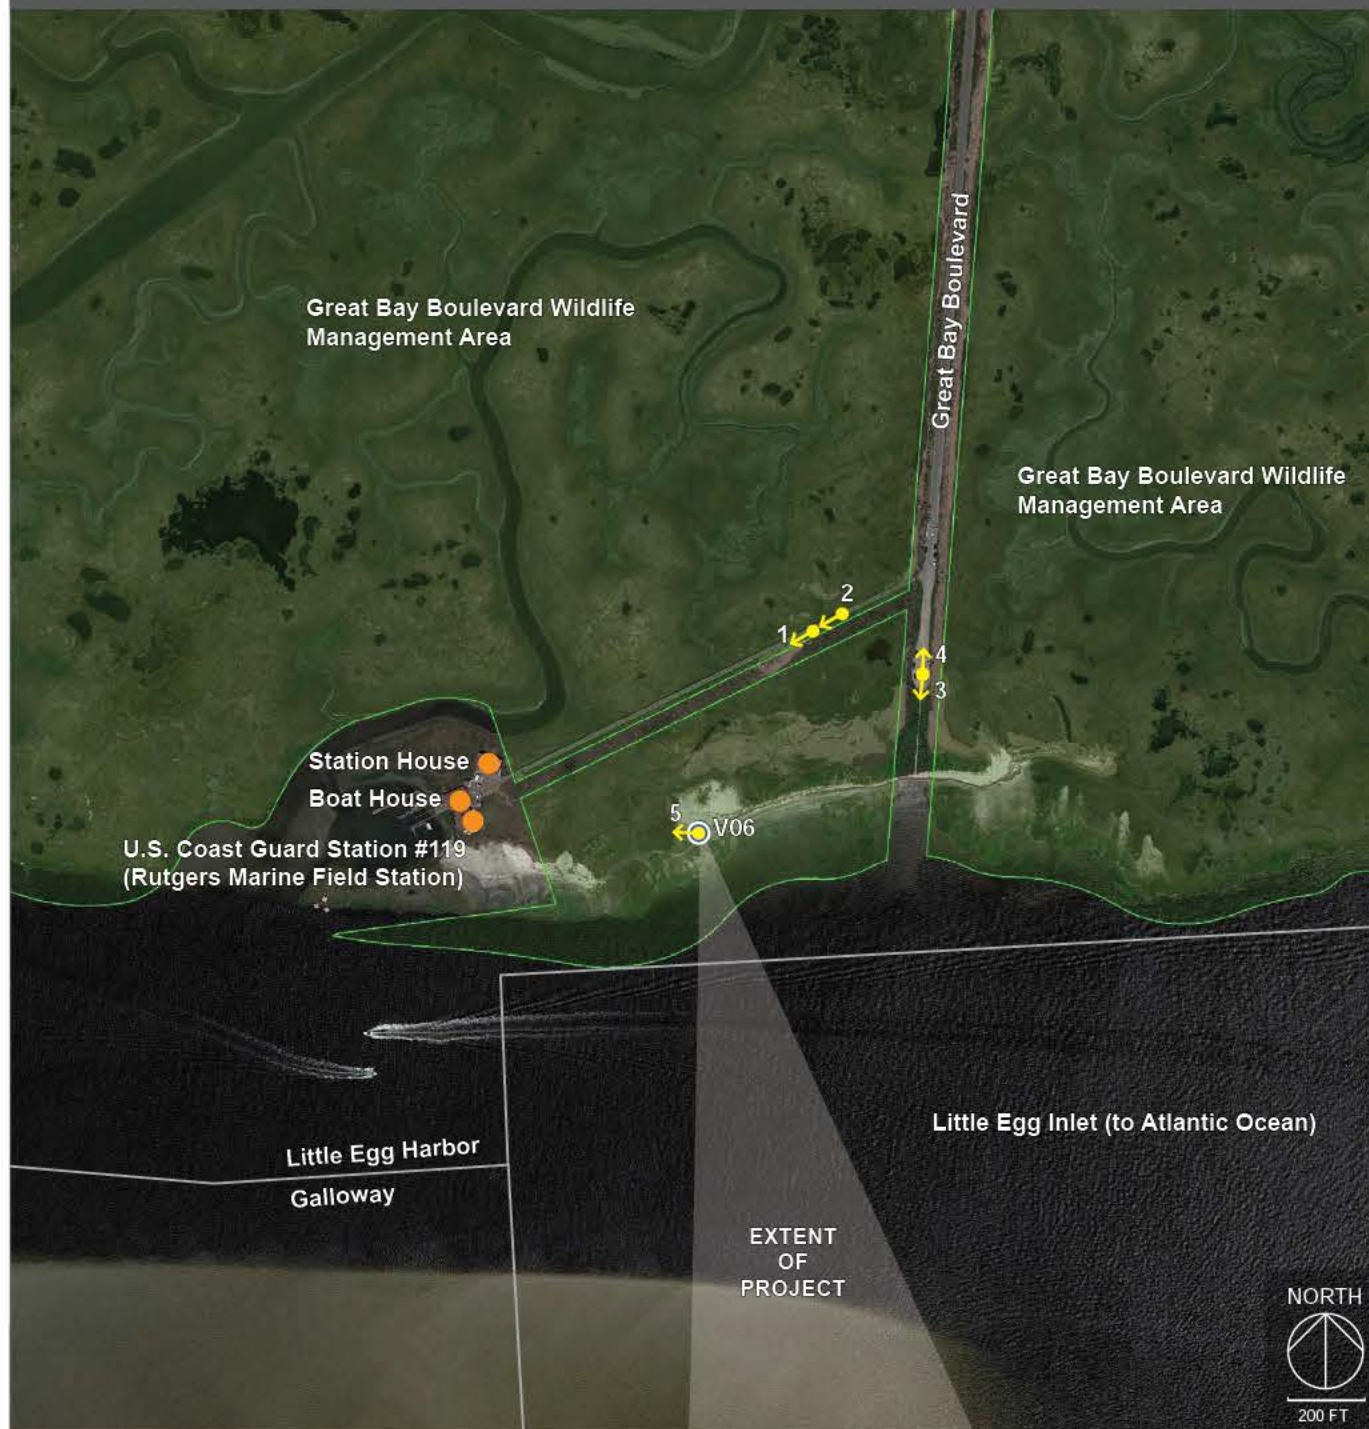 Great Bay Boulevard
Great Bay Boulevard Wildlife
Management Area
Great Bay Boulevard Wildlife
Management Area
2
1
4
3
Station House
Boat House
5
V06
U.S. Coast Guard Station #119
(Rutgers Marine Field Station)
Little Egg Inlet (to Atlantic Ocean)
Little Egg Harbor
Galloway
EXTENT
OF
PROJECT
NORTH
200 FT